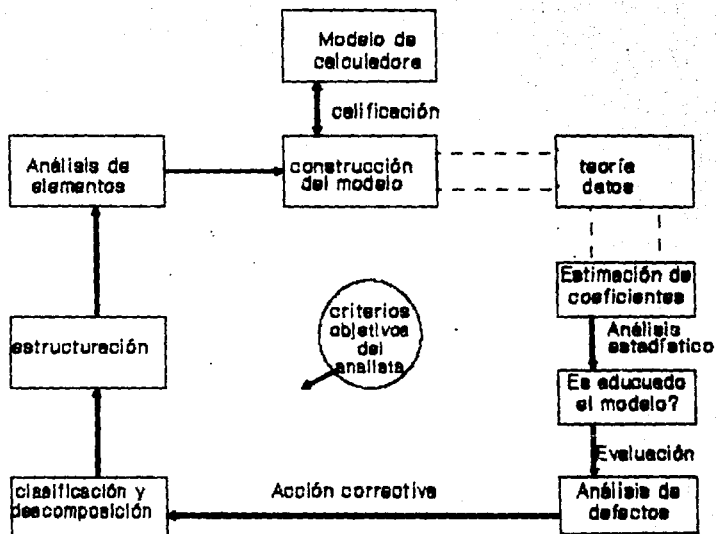 Modelo de
calculadora
calificación
Análisis de
elementos
construcción
del modelo
teoría
datos
Estimación de
coeficientes
criterios
objetivos
del
analista
Análisis
estadístico
estructuración
Es aducuado
el modelo?
Evaluación
clasificación y
descomposición
Acción correctiva
Análisis de
defectos